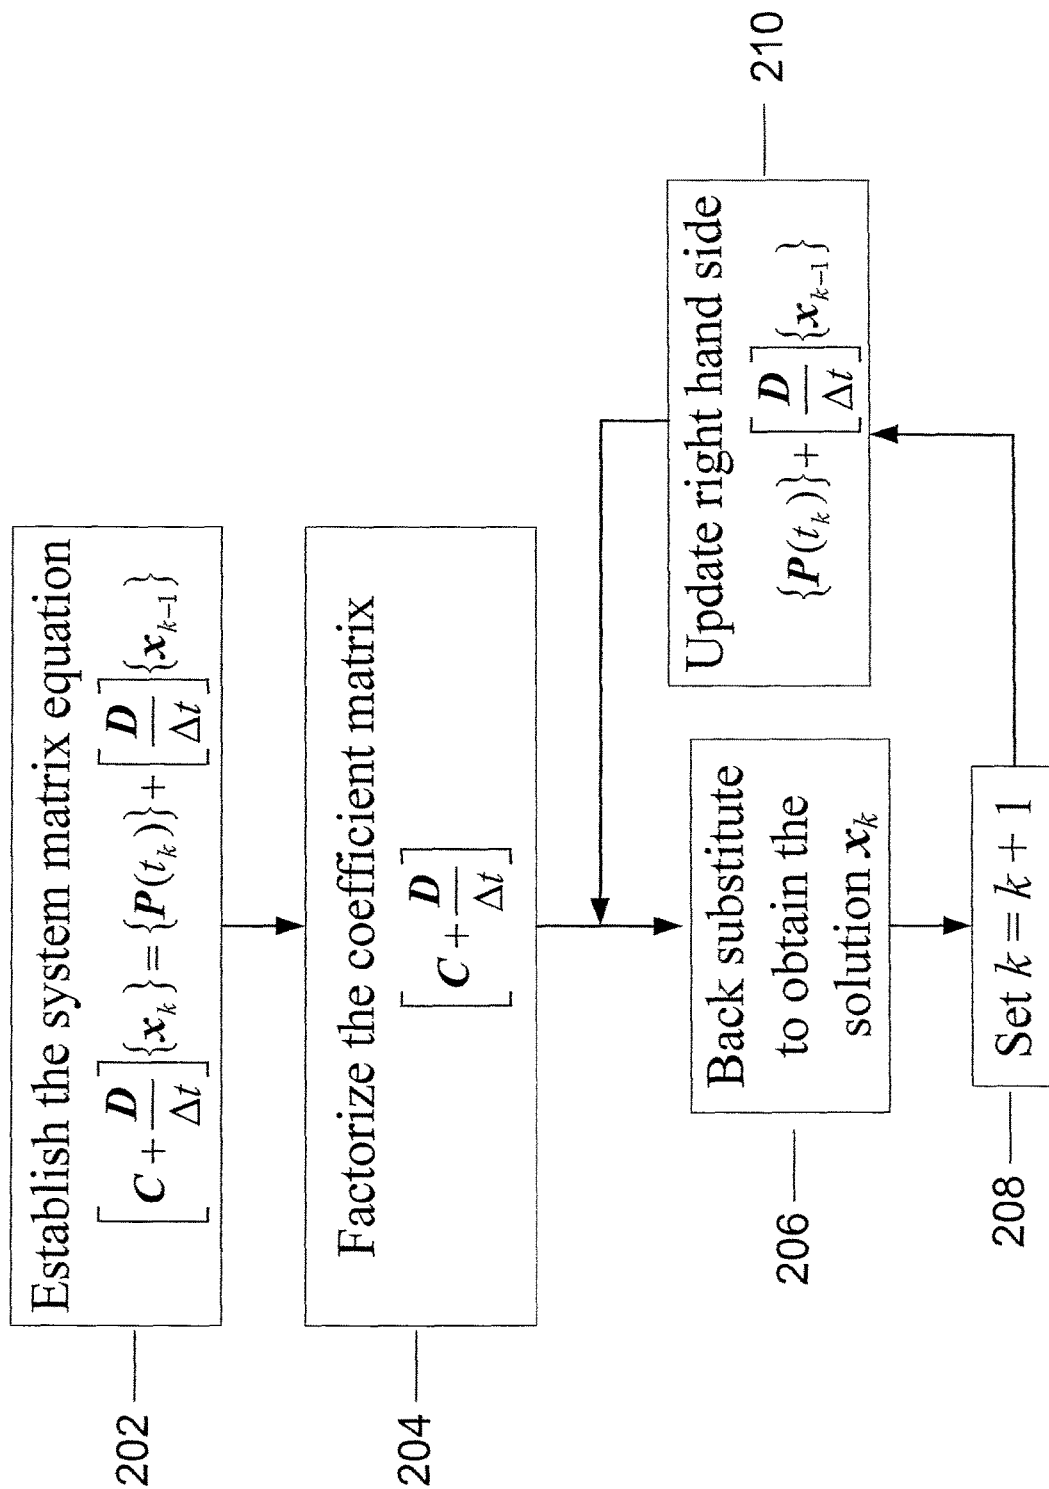 202
Establish the system matrix equation
[C + D/Δt]{x_k} = {P(t_k)} + [D/Δt]{x_{k−1}}
204
Factorize the coefficient matrix
[C + D/Δt]
206
Back substitute
to obtain the
solution x_k
208
Set k = k + 1
210
Update right hand side
{P(t_k)} + [D/Δt]{x_{k−1}}